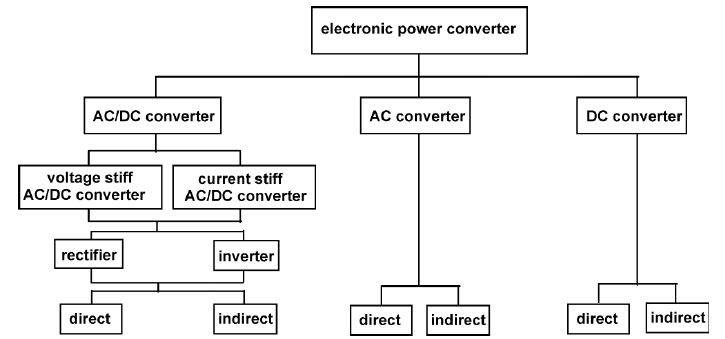 electronic power converter
AC/DC converter
AC converter
DC converter
voltage stiff
AC/DC converter
current stiff
AC/DC converter
rectifier
inverter
direct
indirect
direct
indirect
direct
indirect